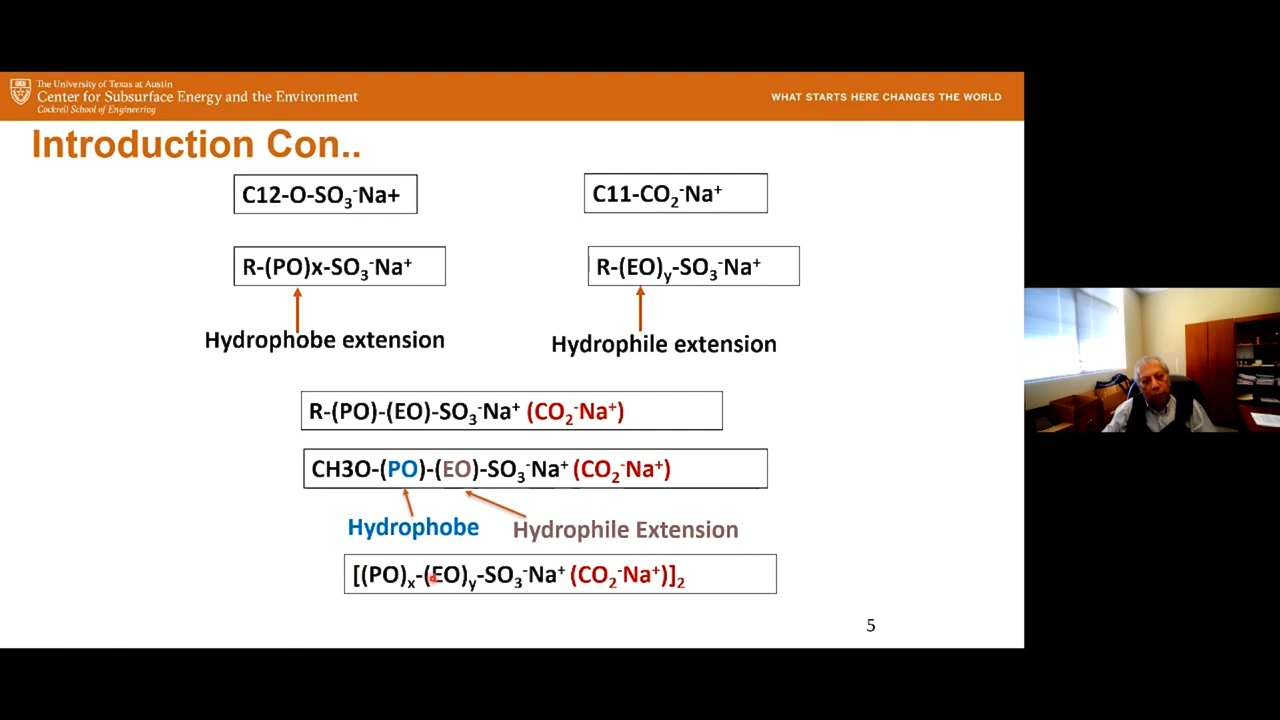 The University of Texas at Austin
Center for Subsurface Energy and the Environment
Cockrell School of Engineering
WHAT STARTS HERE CHANGES THE WORLD
Introduction Con..
C12-O-SO₃⁻Na+
C11-CO₂⁻Na⁺
R-(PO)x-SO₃⁻Na⁺
R-(EO)ᵧ-SO₃⁻Na⁺
Hydrophobe extension
Hydrophile extension
R-(PO)-(EO)-SO₃⁻Na⁺ (CO₂⁻Na⁺)
CH3O-(PO)-(EO)-SO₃⁻Na⁺ (CO₂⁻Na⁺)
Hydrophobe
Hydrophile Extension
[(PO)ₓ-(EO)ᵧ-SO₃⁻Na⁺ (CO₂⁻Na⁺)]₂
5